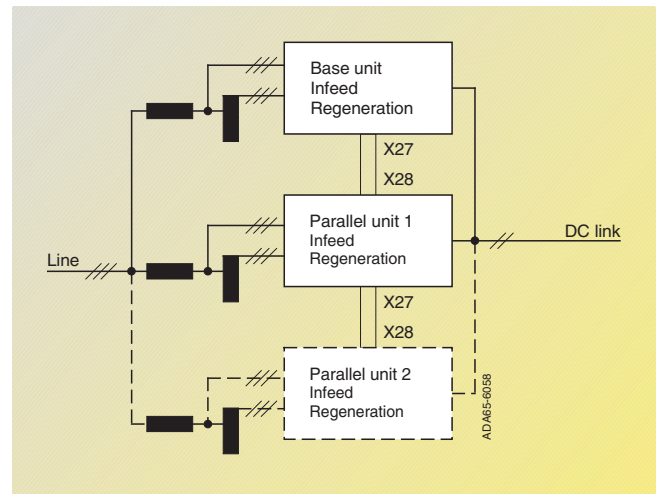 Base unit
Infeed
Regeneration
X27
X28
Parallel unit 1
Infeed
Regeneration
Line
DC link
X27
X28
Parallel unit 2
Infeed
Regeneration
ADA65-6058